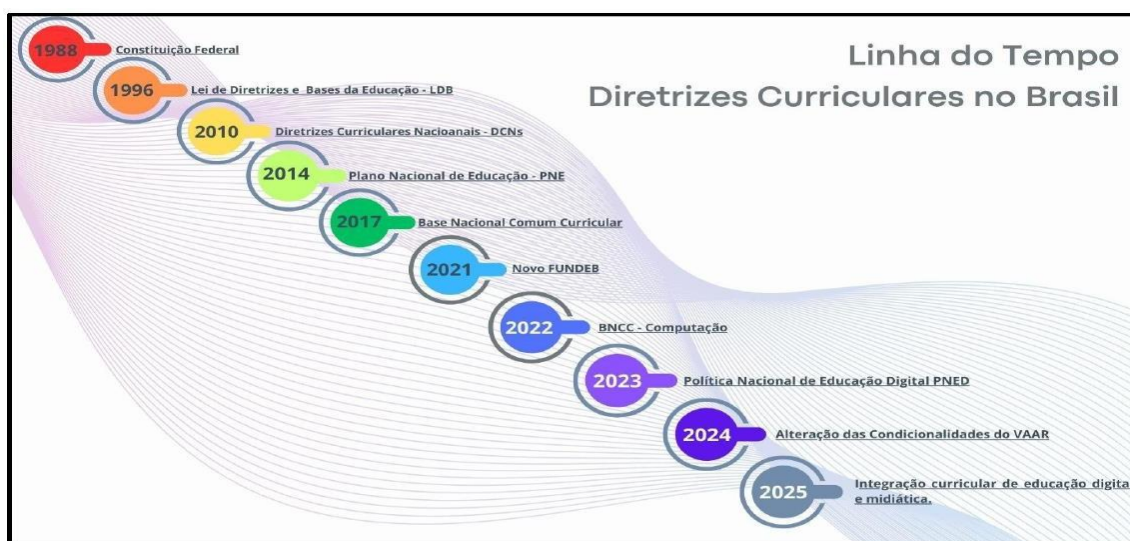 Linha do Tempo
Diretrizes Curriculares no Brasil
1988 Constituição Federal
1996 Lei de Diretrizes e Bases da Educação - LDB
2010 Diretrizes Curriculares Nacioanais - DCNs
2014 Plano Nacional de Educação - PNE
2017 Base Nacional Comum Curricular
2021 Novo FUNDEB
2022 BNCC - Computação
2023 Política Nacional de Educação Digital PNED
2024 Alteração das Condicionalidades do VAAR
2025 Integração curricular de educação digita
e midiática.